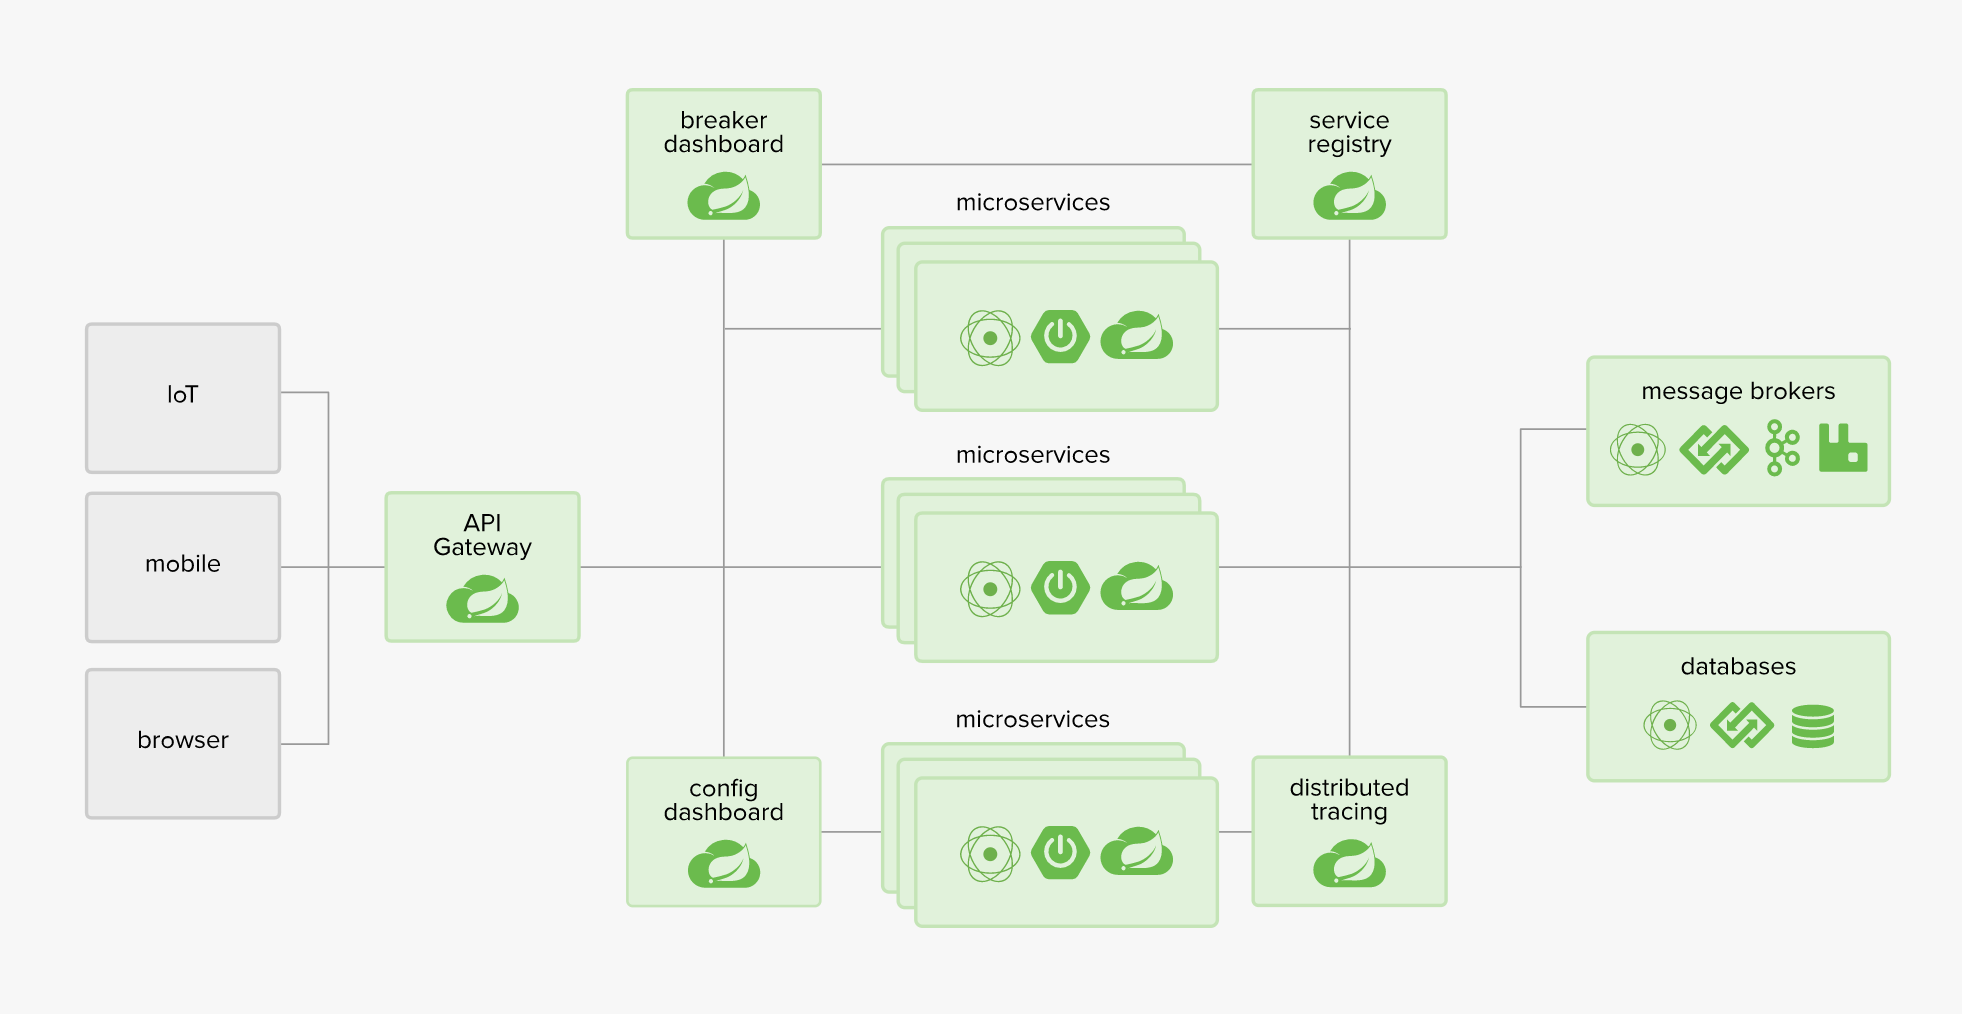 breaker
dashboard
service
registry
microservices
IoT
mobile
browser
API
Gateway
microservices
message brokers
databases
microservices
config
dashboard
distributed
tracing